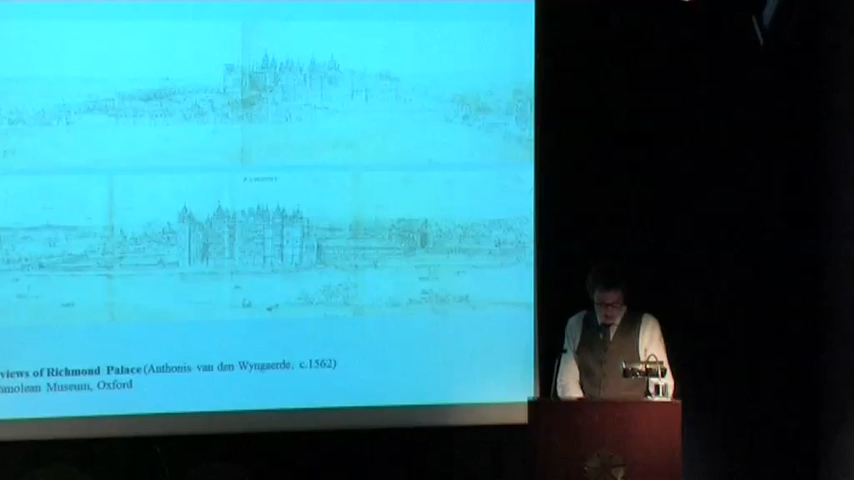 views of Richmond Palace (Anthonis van den Wyngaerde, c.1562)
molean Museum, Oxford